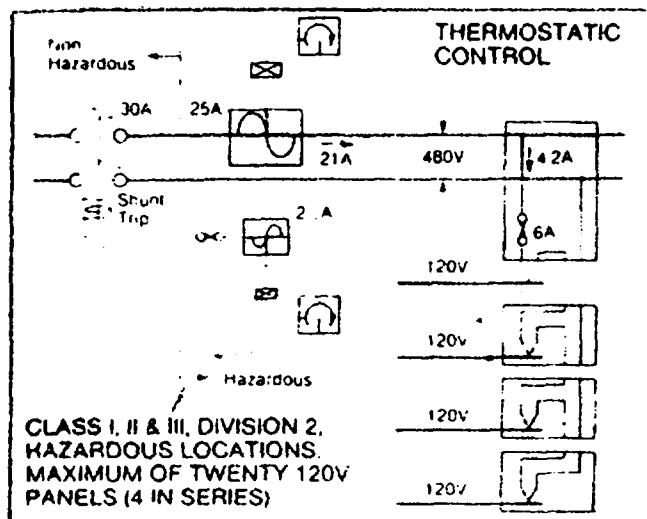 THERMOSTATIC
CONTROL
Non
Hazardous
30A
25A
21A
480V
4.2A
Shunt
Trip
6A
120V
120V
Hazardous
120V
120V
CLASS I, II & III, DIVISION 2,
HAZARDOUS LOCATIONS.
MAXIMUM OF TWENTY 120V
PANELS (4 IN SERIES)